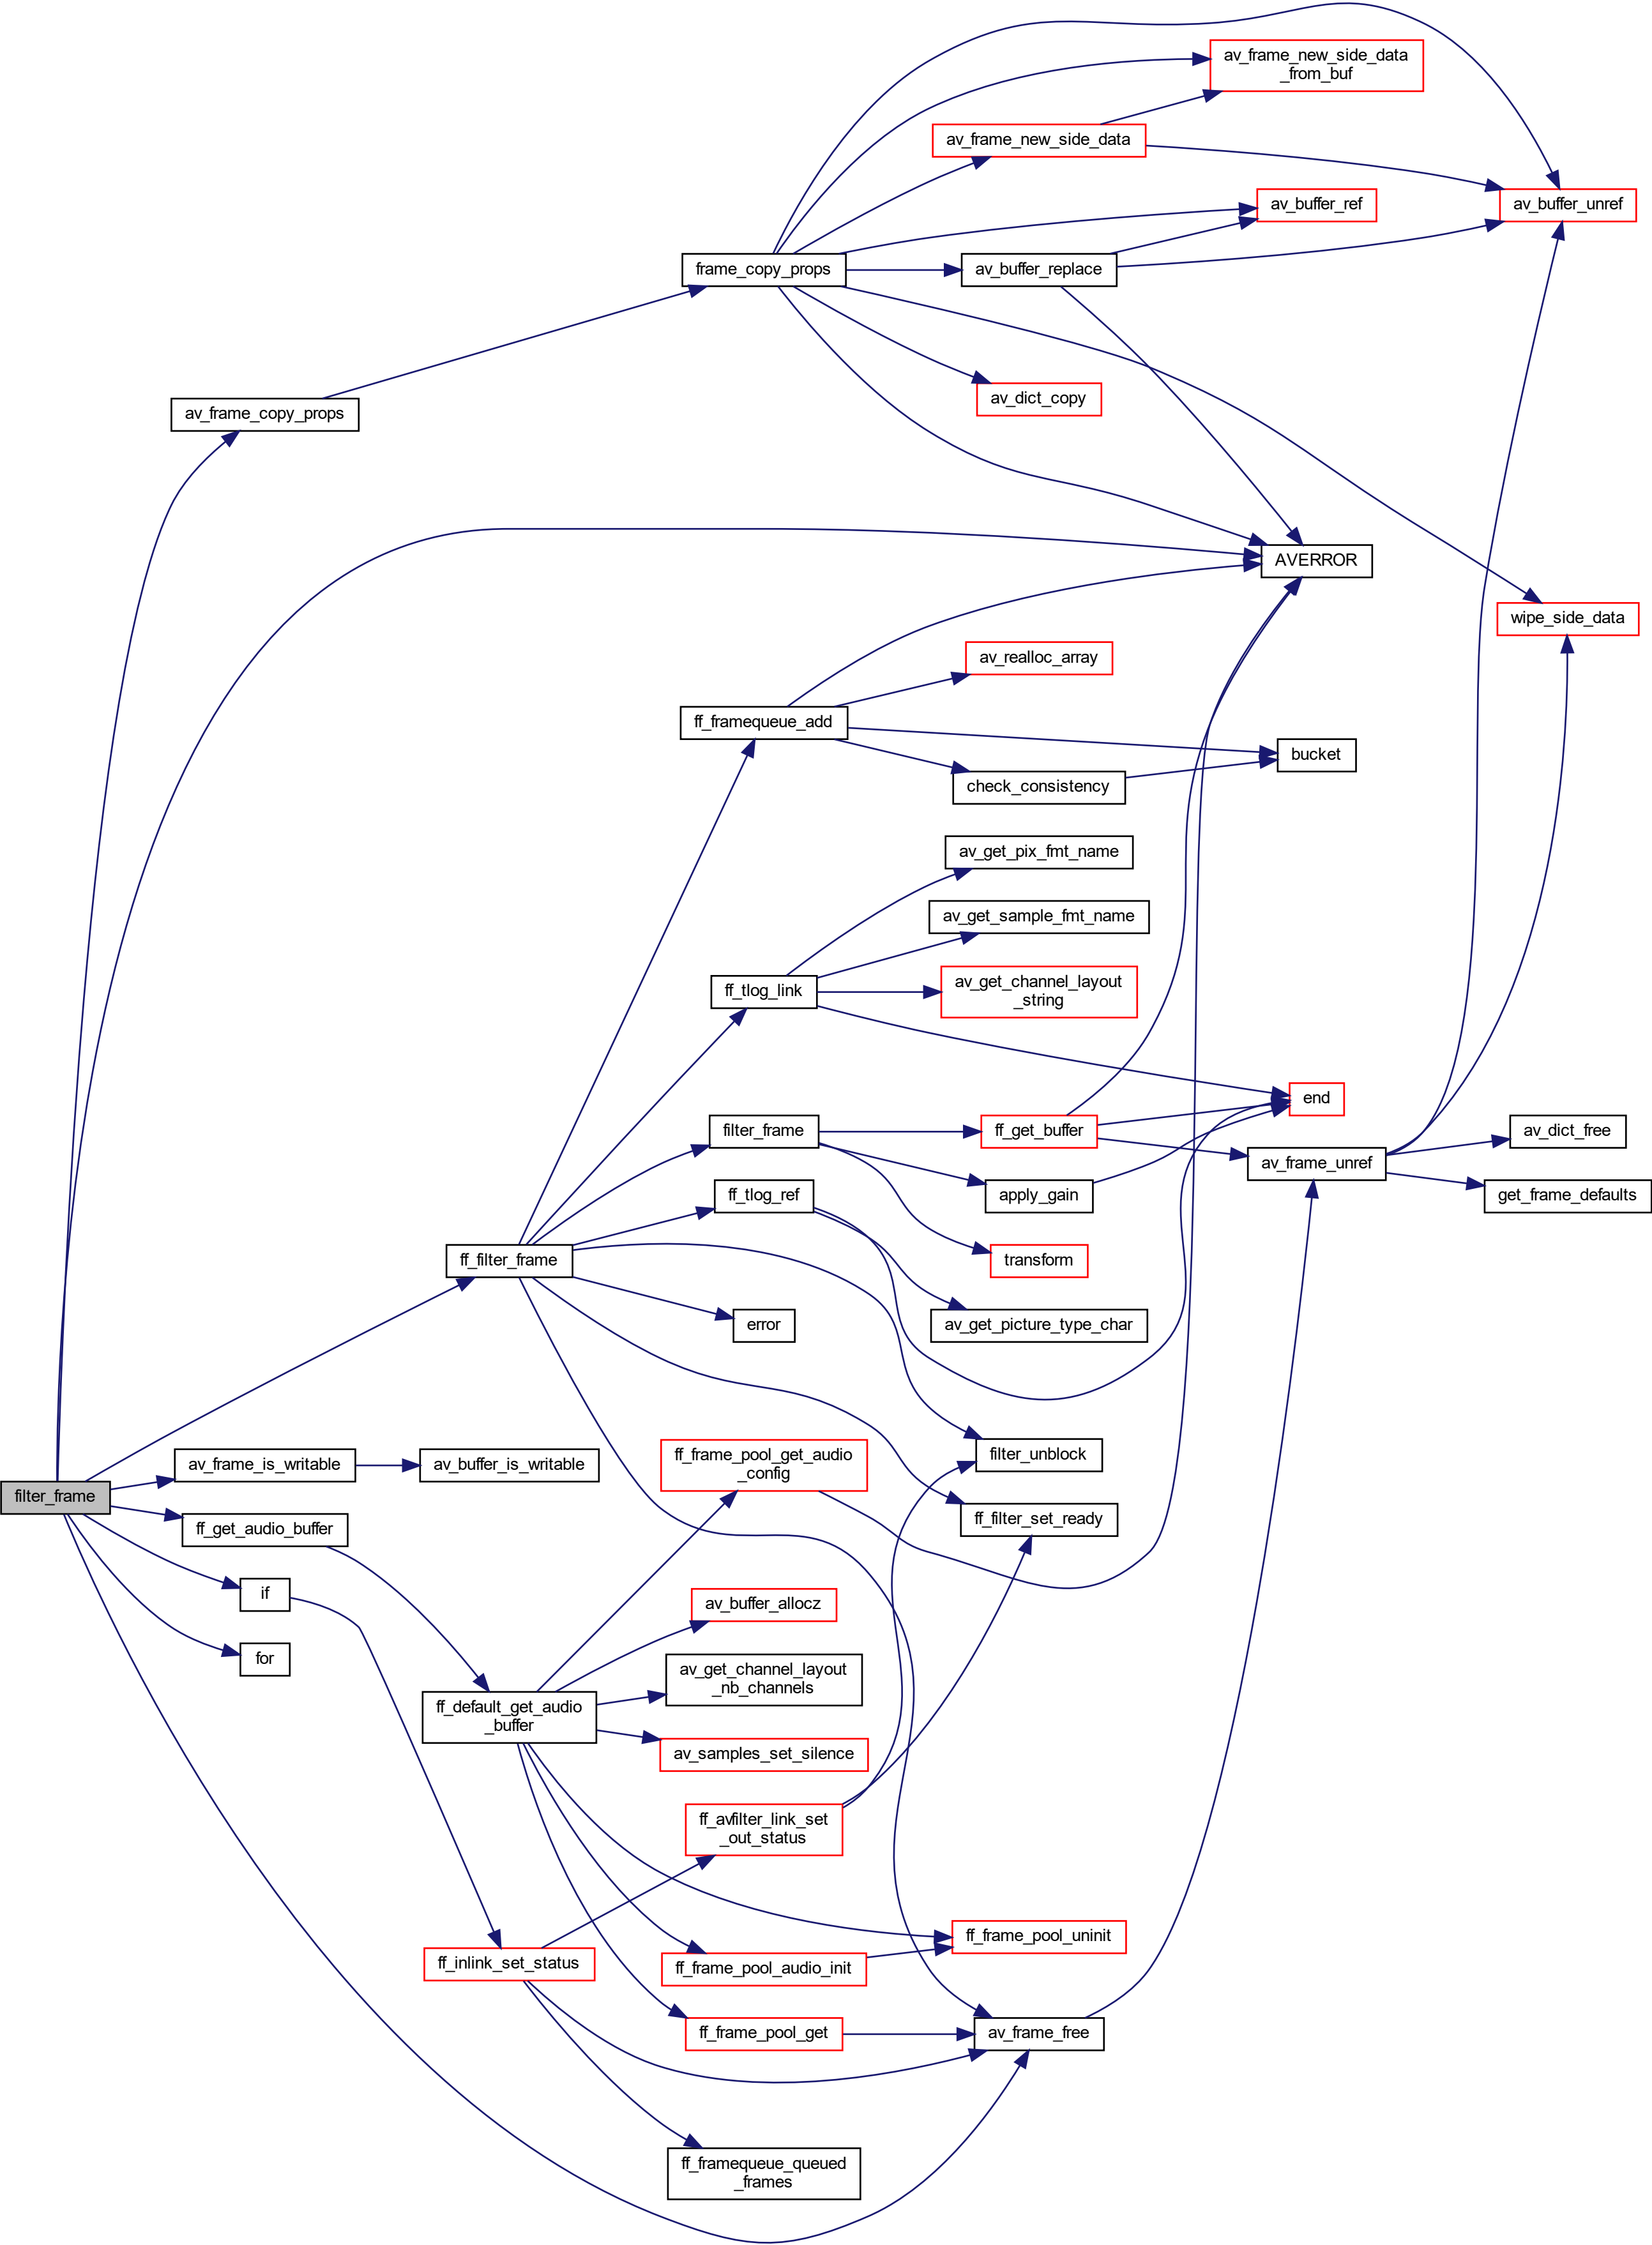 av_frame_new_side_data
_from_buf
av_frame_new_side_data
av_buffer_ref
av_buffer_unref
frame_copy_props
av_buffer_replace
av_dict_copy
av_frame_copy_props
AVERROR
wipe_side_data
av_realloc_array
ff_framequeue_add
bucket
check_consistency
av_get_pix_fmt_name
av_get_sample_fmt_name
ff_tlog_link
av_get_channel_layout
_string
end
filter_frame
ff_get_buffer
av_dict_free
av_frame_unref
ff_tlog_ref
apply_gain
get_frame_defaults
ff_filter_frame
transform
error
av_get_picture_type_char
filter_unblock
av_frame_is_writable
av_buffer_is_writable
ff_frame_pool_get_audio
_config
filter_frame
ff_get_audio_buffer
ff_filter_set_ready
if
av_buffer_allocz
for
av_get_channel_layout
_nb_channels
ff_default_get_audio
_buffer
av_samples_set_silence
ff_avfilter_link_set
_out_status
ff_frame_pool_uninit
ff_inlink_set_status
ff_frame_pool_audio_init
ff_frame_pool_get
av_frame_free
ff_framequeue_queued
_frames